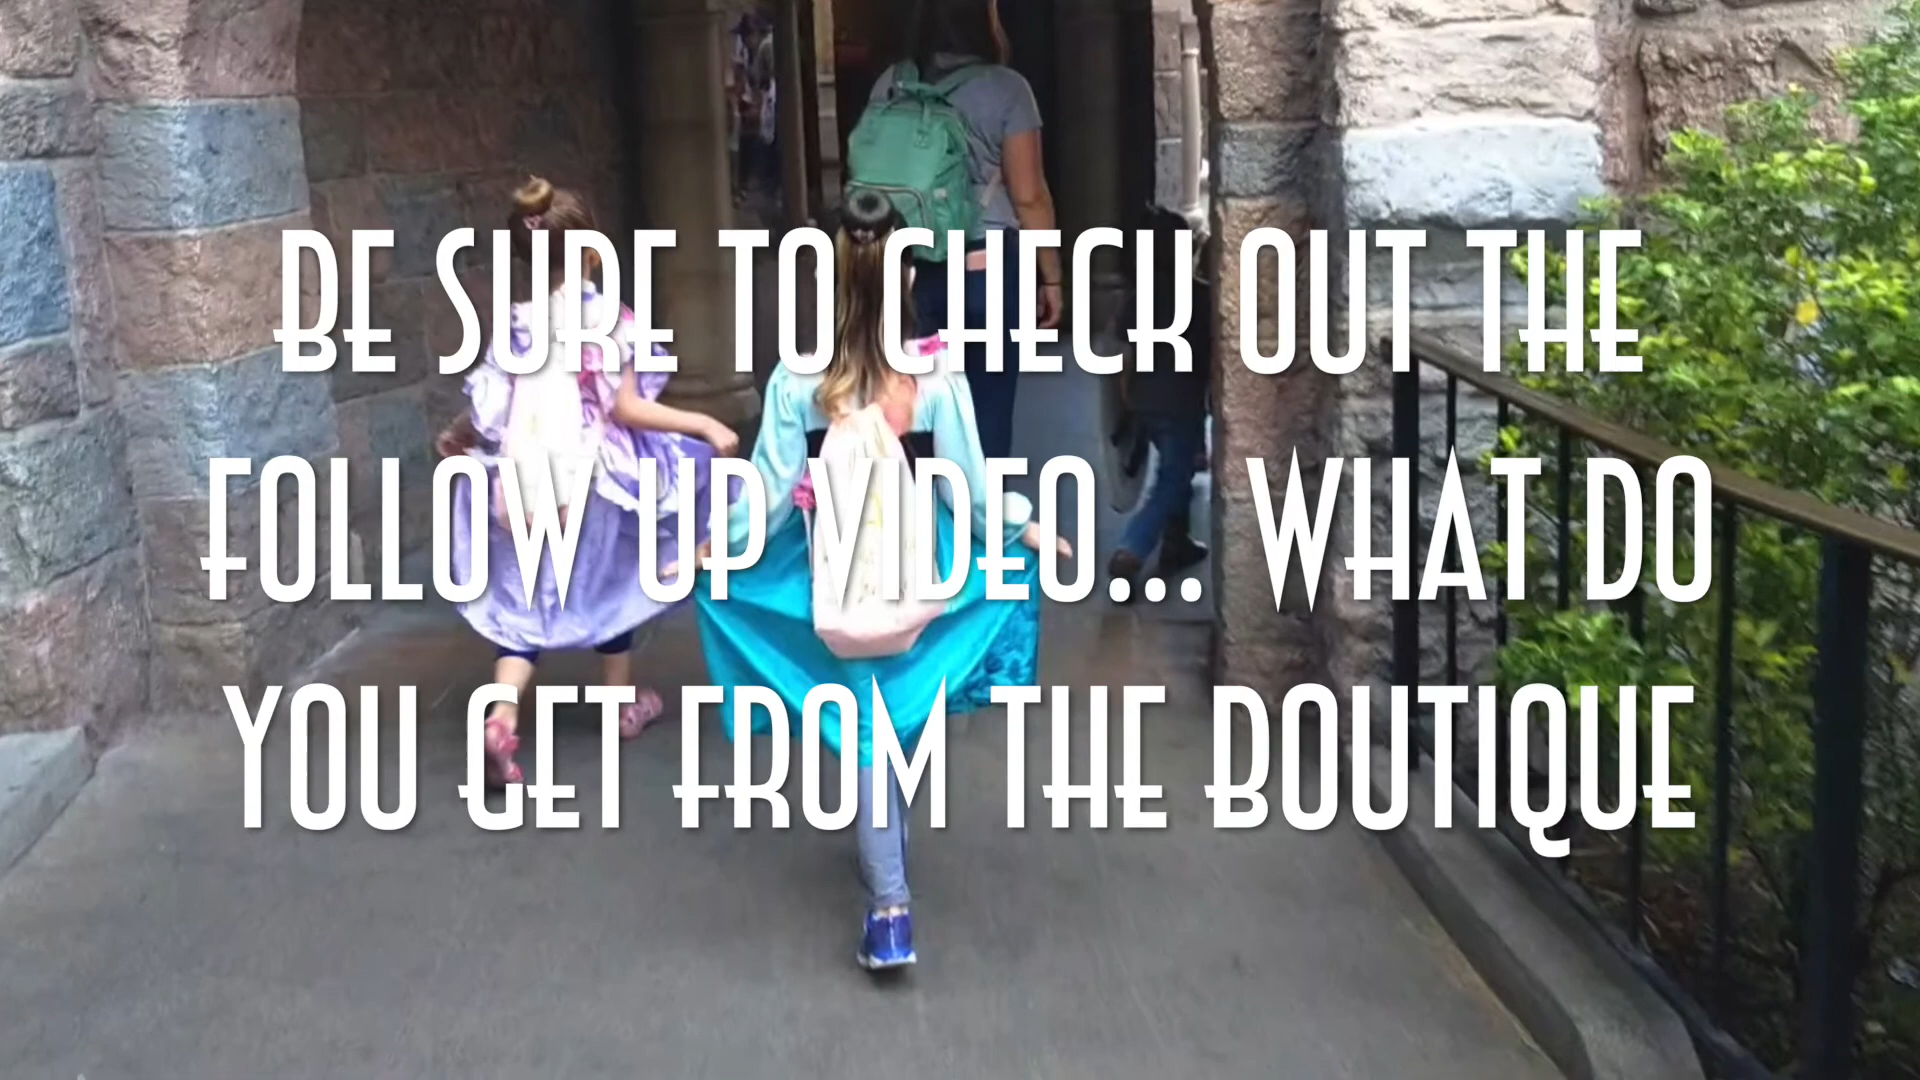 BE SURE TO CHECK OUT THE
FOLLOW UP VIDEO... WHAT DO
YOU GET FROM THE BOUTIQUE